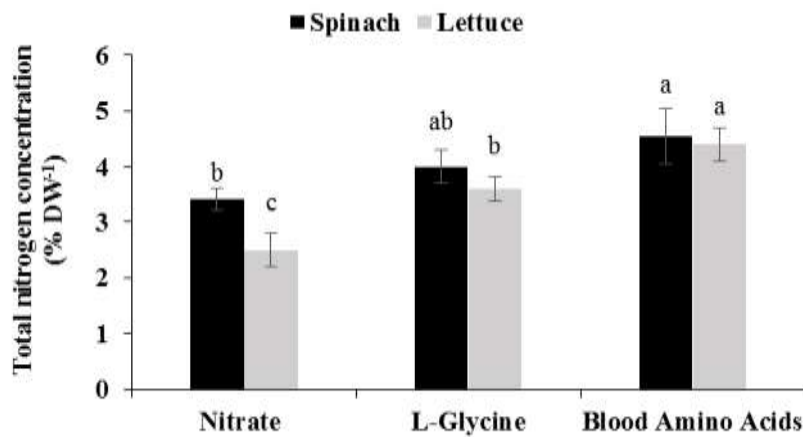 Spinach Lettuce
Total nitrogen concentration
(% DW-1)
6
5
4
3
2
1
0
b
c
ab
b
a
a
Nitrate L-Glycine Blood Amino Acids